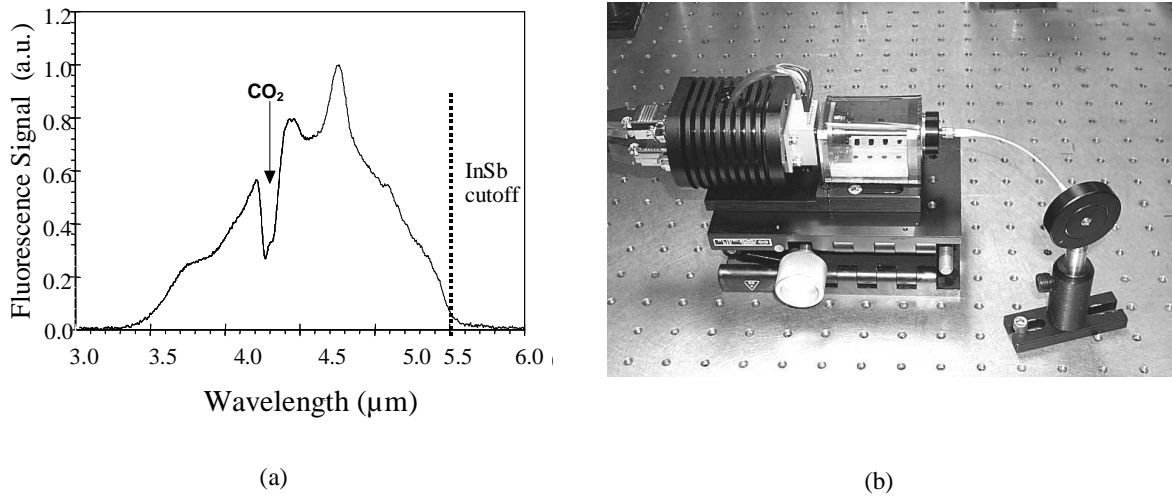 1.2
1.0
0.8
0.6
0.4
0.2
0.0
Fluorescence Signal (a.u.)
CO2
InSb
cutoff
3.0 3.5 4.0 4.5 5.0 5.5 6.0 (
Wavelength (µm)
(a)
(b)